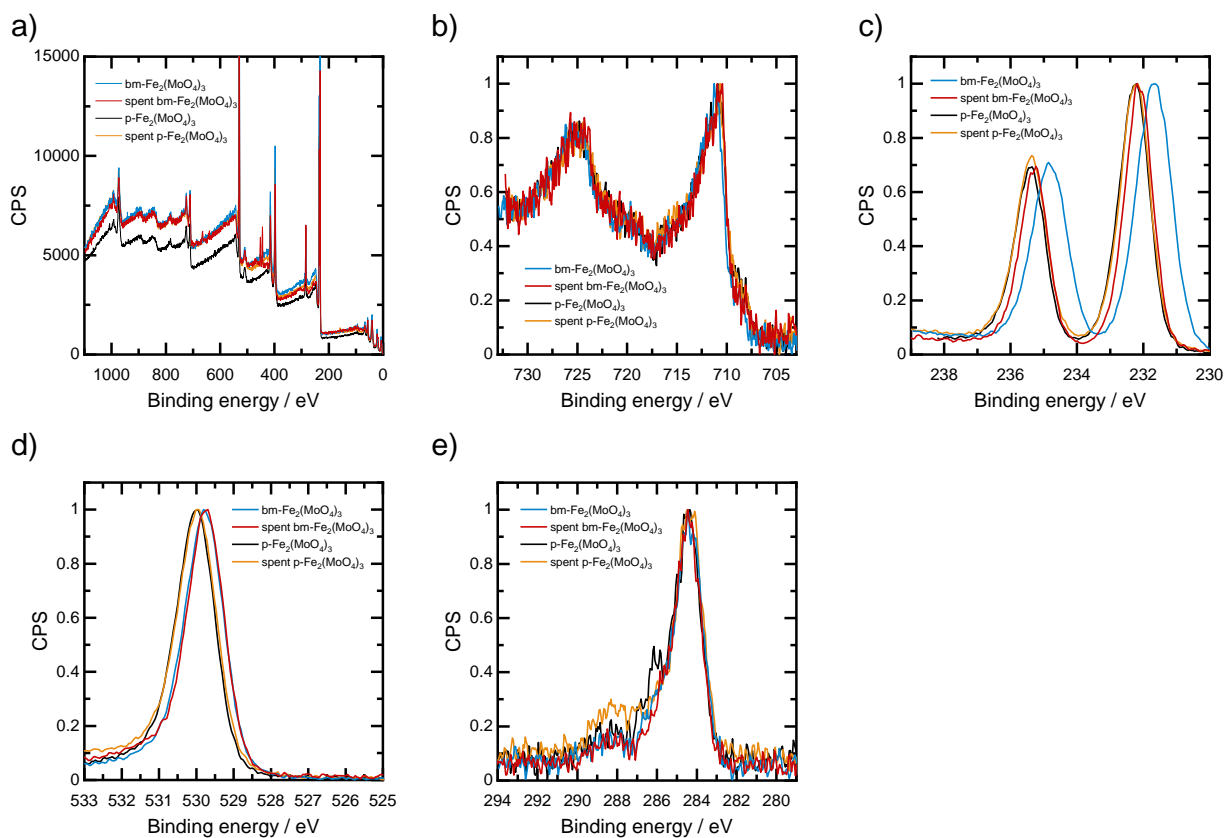 a)
15000
10000
5000
0
CPS
bm-Fe₂(MoO₄)₃
spent bm-Fe₂(MoO₄)₃
p-Fe₂(MoO₄)₃
spent p-Fe₂(MoO₄)₃
1000 800 600 400 200 0
Binding energy / eV
b)
1
0.8
0.6
0.4
0.2
0
CPS
bm-Fe₂(MoO₄)₃
spent bm-Fe₂(MoO₄)₃
p-Fe₂(MoO₄)₃
spent p-Fe₂(MoO₄)₃
730 725 720 715 710 705
Binding energy / eV
c)
1
0.8
0.6
0.4
0.2
0
CPS
bm-Fe₂(MoO₄)₃
spent bm-Fe₂(MoO₄)₃
p-Fe₂(MoO₄)₃
spent p-Fe₂(MoO₄)₃
238 236 234 232 230
Binding energy / eV
d)
1
0.8
0.6
0.4
0.2
0
CPS
bm-Fe₂(MoO₄)₃
spent bm-Fe₂(MoO₄)₃
p-Fe₂(MoO₄)₃
spent p-Fe₂(MoO₄)₃
533 532 531 530 529 528 527 526 525
Binding energy / eV
e)
1
0.8
0.6
0.4
0.2
0
CPS
bm-Fe₂(MoO₄)₃
spent bm-Fe₂(MoO₄)₃
p-Fe₂(MoO₄)₃
spent p-Fe₂(MoO₄)₃
294 292 290 288 286 284 282 280
Binding energy / eV